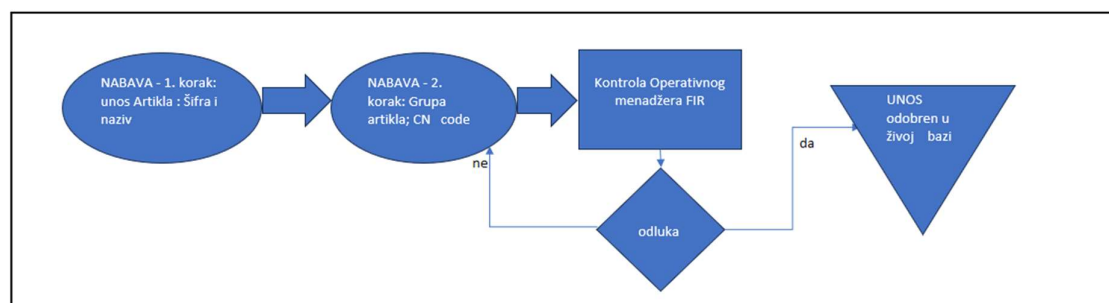 NABAVA - 1. korak:
unos Artikla : Šifra i
naziv
NABAVA - 2.
korak: Grupa
artikla; CN code
Kontrola Operativnog
menadžera FIR
UNOS
odobren u
živoj bazi
ne
da
odluka